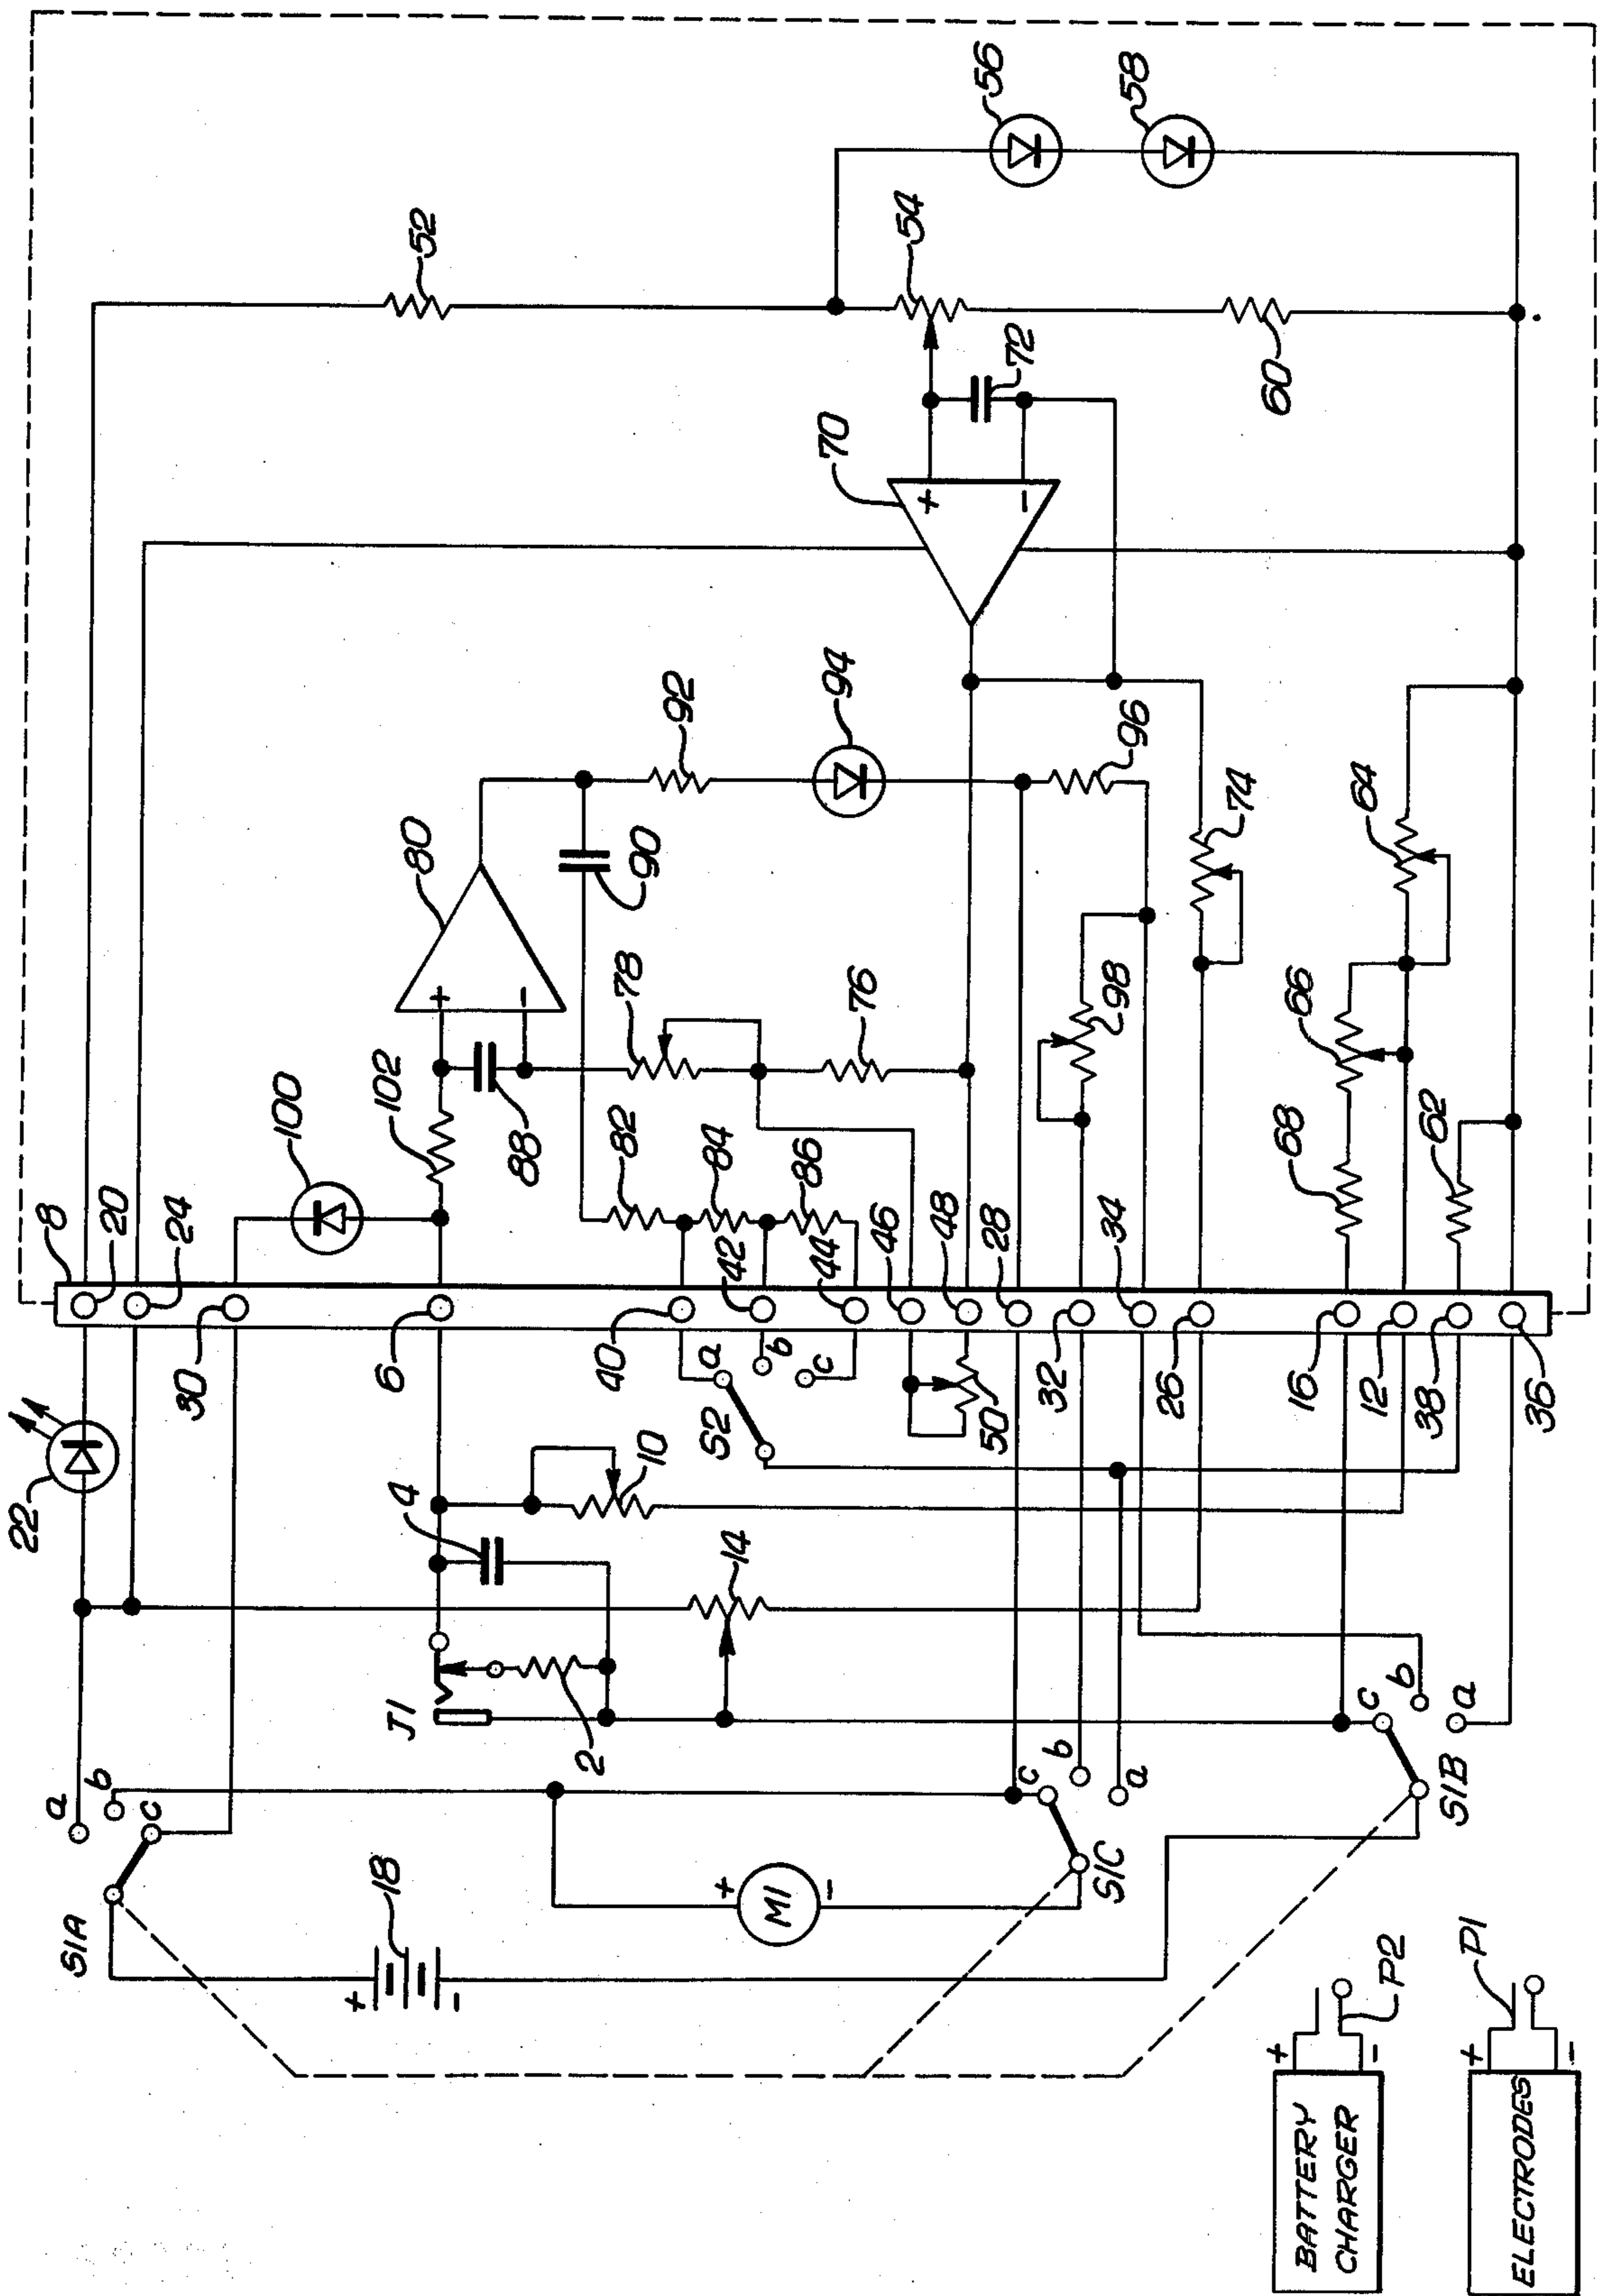 8
20
24
30
6
40
42
44
46
48
28
32
34
26
16
12
38
36
22
100
102
80
88
90
92
94
96
82
84
86
78
76
98
74
64
66
68
62
52
54
56
58
60
70
72
+
-
+
-
S2
a
b
c
50
10
4
14
J1
2
S1A
a
b
c
18
+
-
M1
+
-
S1C
c
b
a
S1B
c
b
a
BATTERY
CHARGER
+
-
P2
ELECTRODES
+
-
P1